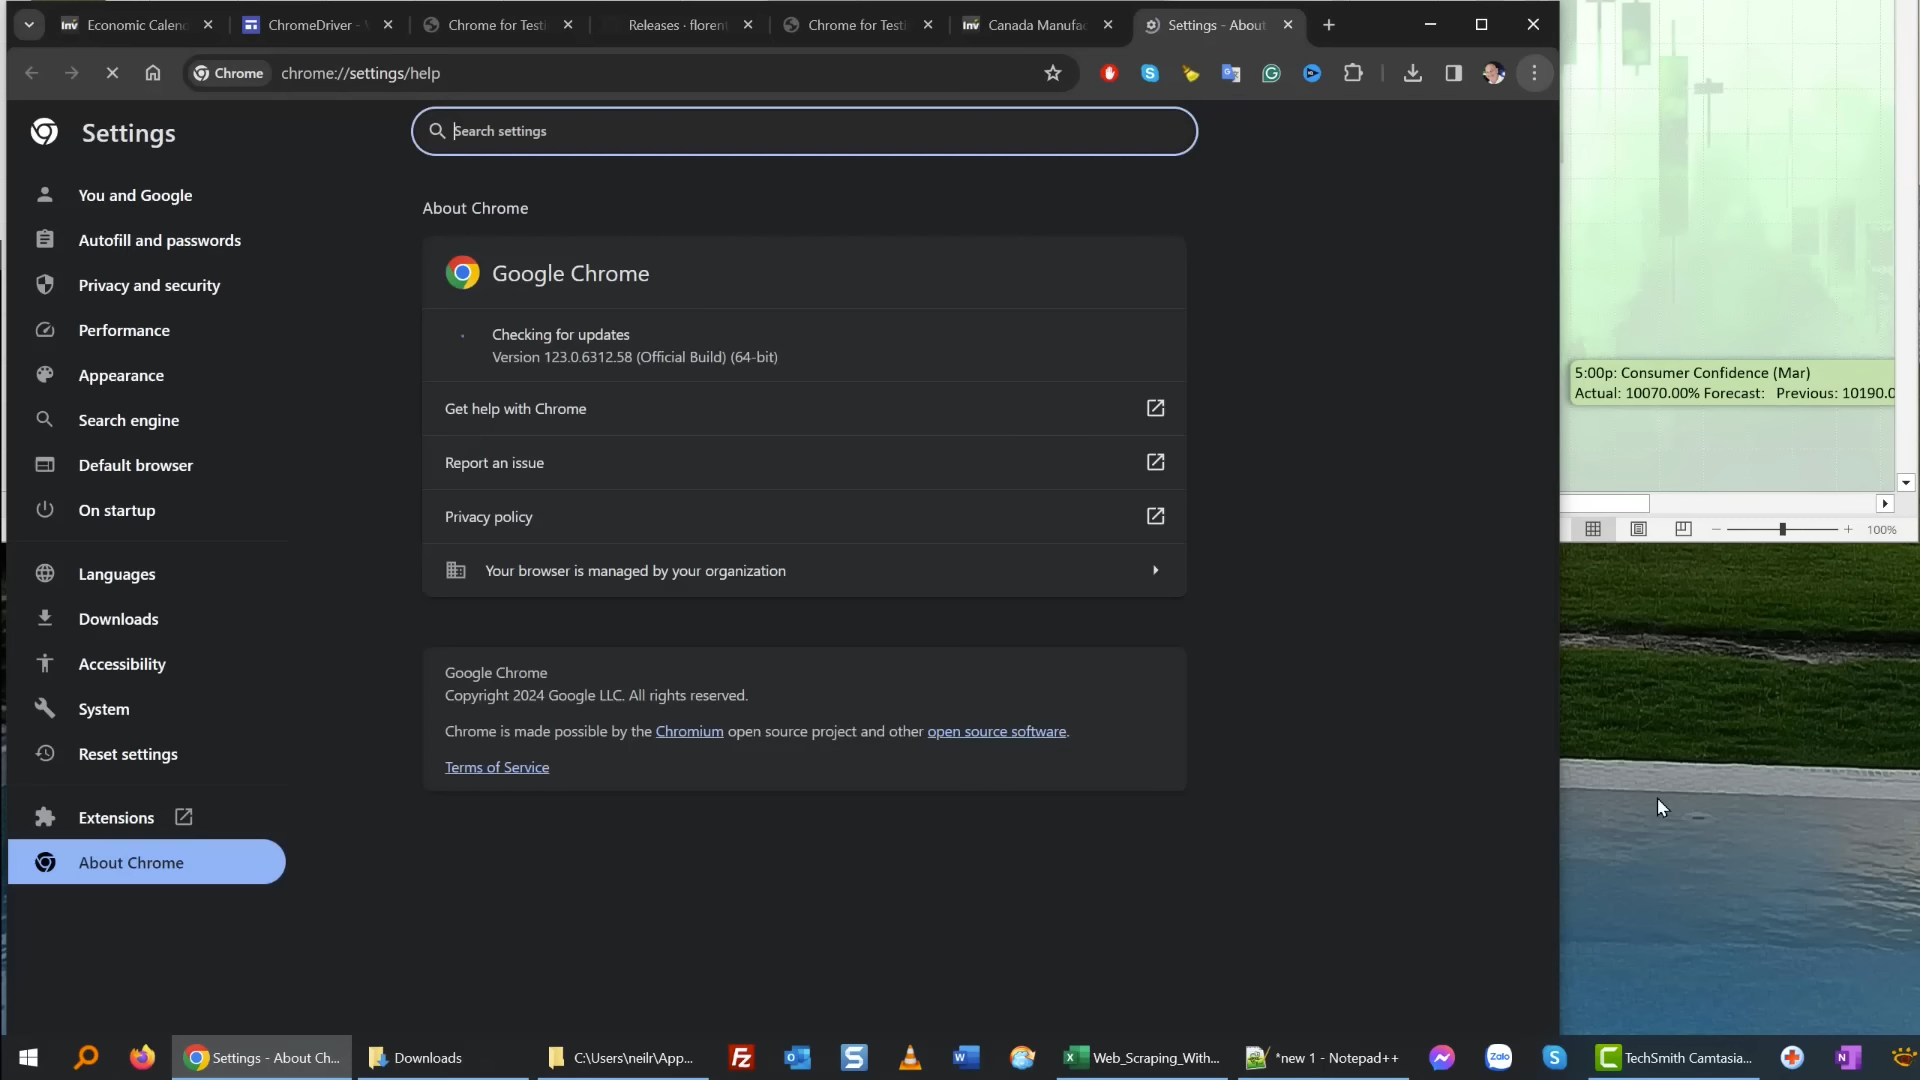 Economic Calen
ChromeDriver -
Chrome for Testi
Releases · florent
Chrome for Testi
Canada Manufac
Settings - About
Chrome
chrome://settings/help
Settings
Search settings
You and Google
Autofill and passwords
Privacy and security
Performance
Appearance
Search engine
Default browser
On startup
Languages
Downloads
Accessibility
System
Reset settings
Extensions
About Chrome
About Chrome
Google Chrome
Checking for updates
Version 123.0.6312.58 (Official Build) (64-bit)
Get help with Chrome
Report an issue
Privacy policy
Your browser is managed by your organization
Google Chrome
Copyright 2024 Google LLC. All rights reserved.
Chrome is made possible by the Chromium open source project and other open source software.
Terms of Service
5:00p: Consumer Confidence (Mar)
Actual: 10070.00% Forecast: Previous: 10190.0
100%
Settings - About Ch...
Downloads
C:\Users\neilr\App...
Web_Scraping_With...
*new 1 - Notepad++
Zalo
TechSmith Camtasia...